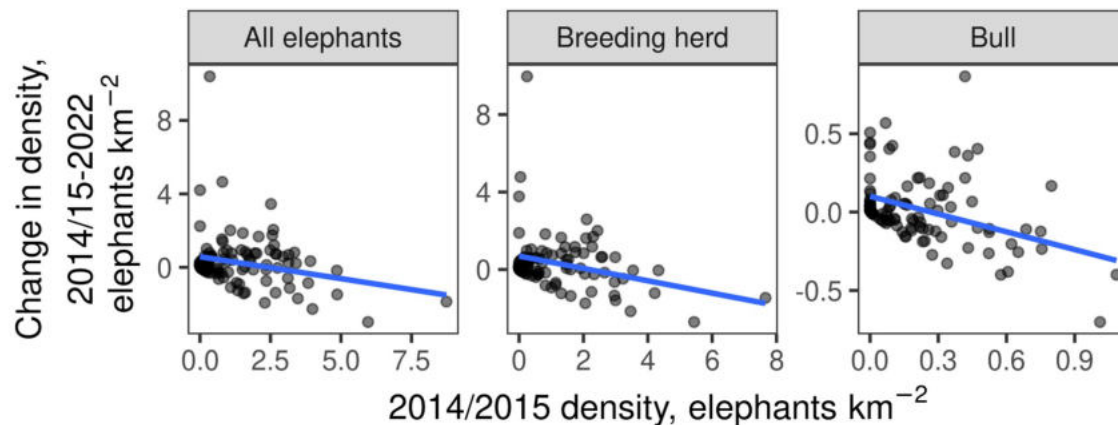 All elephants
Breeding herd
Bull
Change in density,
2014/15-2022
elephants km−2
8
4
0
8
4
0
0.5
0.0
-0.5
0.0 2.5 5.0 7.5
0 2 4 6 8
0.0 0.3 0.6 0.9
2014/2015 density, elephants km−2